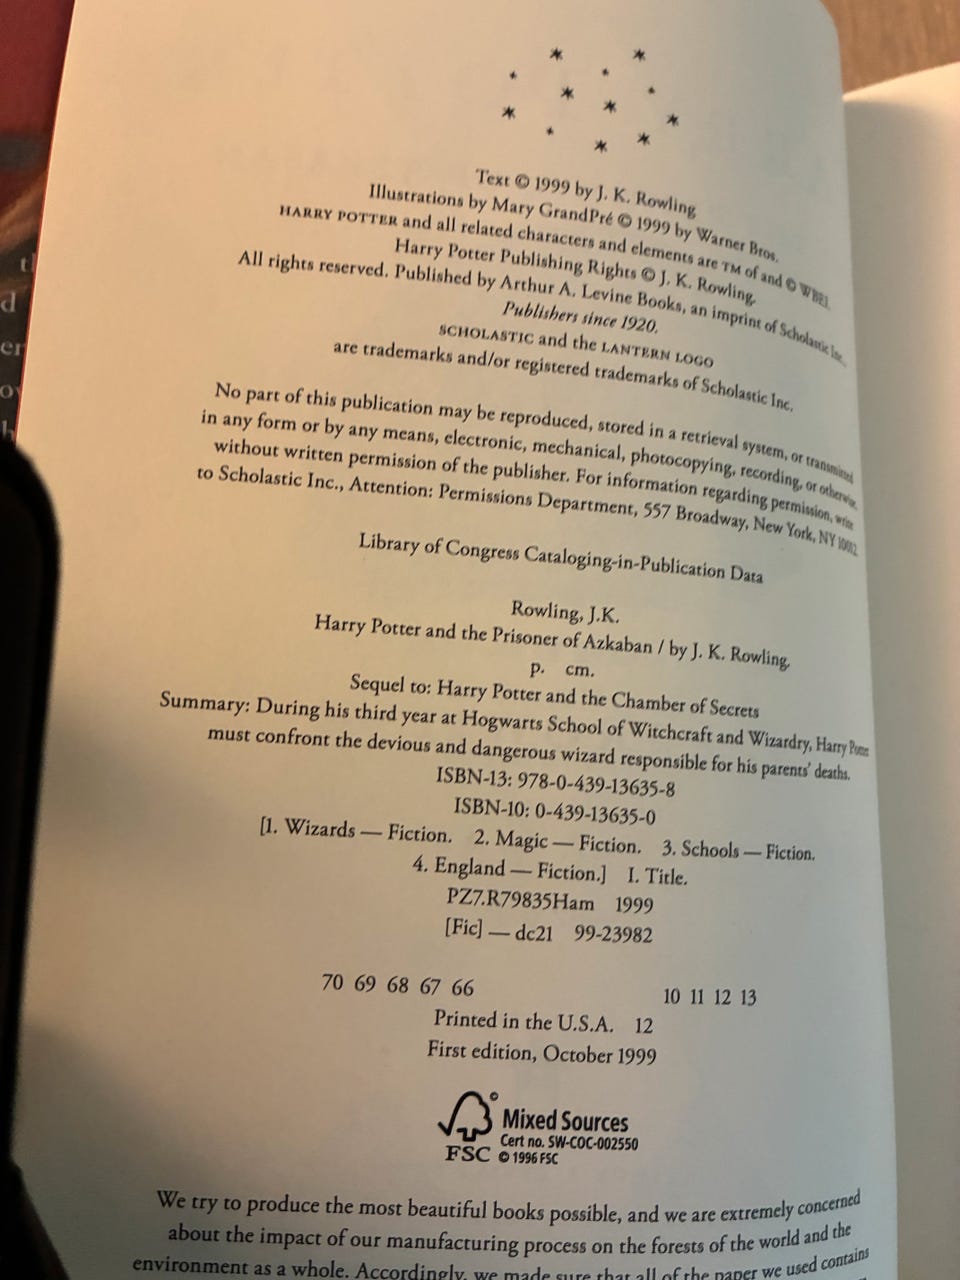 Text © 1999 by J. K. Rowling
Illustrations by Mary GrandPré © 1999 by Warner Bros.
HARRY POTTER and all related characters and elements are TM of and © WBEI.
Harry Potter Publishing Rights © J. K. Rowling.
All rights reserved. Published by Arthur A. Levine Books, an imprint of Scholastic Inc.,
Publishers since 1920.
SCHOLASTIC and the LANTERN LOGO
are trademarks and/or registered trademarks of Scholastic Inc.
No part of this publication may be reproduced, stored in a retrieval system, or transmitted
in any form or by any means, electronic, mechanical, photocopying, recording, or otherwise,
without written permission of the publisher. For information regarding permission, write
to Scholastic Inc., Attention: Permissions Department, 557 Broadway, New York, NY 10012.
Library of Congress Cataloging-in-Publication Data
Rowling, J.K.
Harry Potter and the Prisoner of Azkaban / by J. K. Rowling.
p. cm.
Sequel to: Harry Potter and the Chamber of Secrets
Summary: During his third year at Hogwarts School of Witchcraft and Wizardry, Harry Potter
must confront the devious and dangerous wizard responsible for his parents' deaths.
ISBN-13: 978-0-439-13635-8
ISBN-10: 0-439-13635-0
[1. Wizards — Fiction. 2. Magic — Fiction. 3. Schools — Fiction.
4. England — Fiction.] I. Title.
PZ7.R79835Ham 1999
[Fic] — dc21 99-23982
70 69 68 67 66 10 11 12 13
Printed in the U.S.A. 12
First edition, October 1999
FSC © Mixed Sources
Cert no. SW-COC-002550
© 1996 FSC
We try to produce the most beautiful books possible, and we are extremely concerned
about the impact of our manufacturing process on the forests of the world and the
environment as a whole. Accordingly, we made sure that all of the paper we used contains